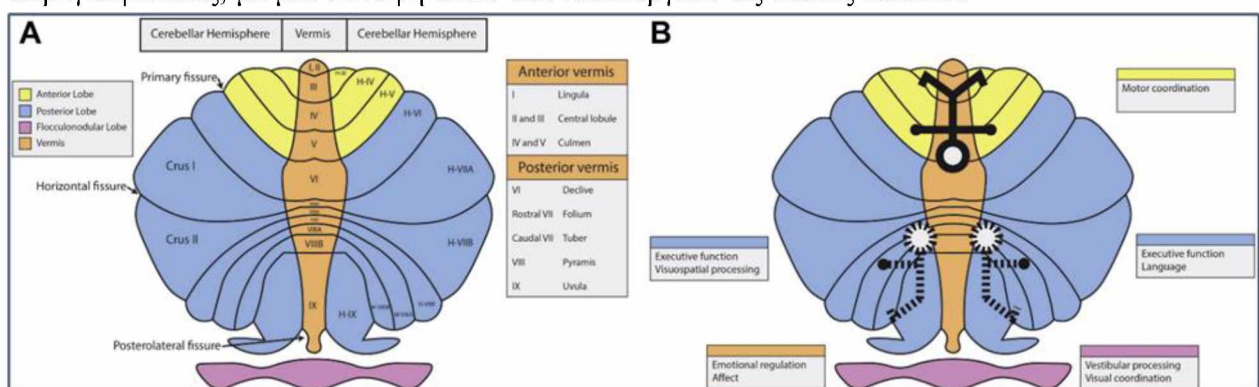 A
Cerebellar Hemisphere Vermis Cerebellar Hemisphere
Primary fissure
Anterior Lobe
Posterior Lobe
Flocculonodular Lobe
Vermis
Horizontal fissure
Crus I
Crus II
I, II
III
IV
V
VI
VIIIB
IX
H-IV
H-V
H-VI
H-VIIA
H-VIIB
H-IX
Posterolateral fissure
Anterior vermis
I Lingula
II and III Central lobule
IV and V Culmen
Posterior vermis
VI Declive
Rostral VII Folium
Caudal VII Tuber
VIII Pyramis
IX Uvula
B
Motor coordination
Executive function
Visuospatial processing
Executive function
Language
Emotional regulation
Affect
Vestibular processing
Visual coordination